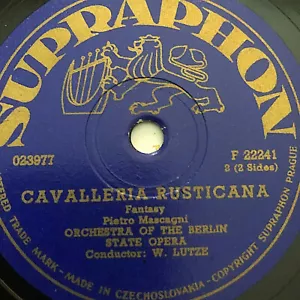 SUPRAPHON
023977
F 22241
2 (2 Sides)
CAVALLERIA RUSTICANA
Fantasy
Pietro Mascagni
ORCHESTRA OF THE BERLIN
STATE OPERA
Conductor: W. LUTZE
TRADE MARK - MADE IN CZECHOSLOVAKIA - COPYRIGHT SUPRAPHON PRAGUE